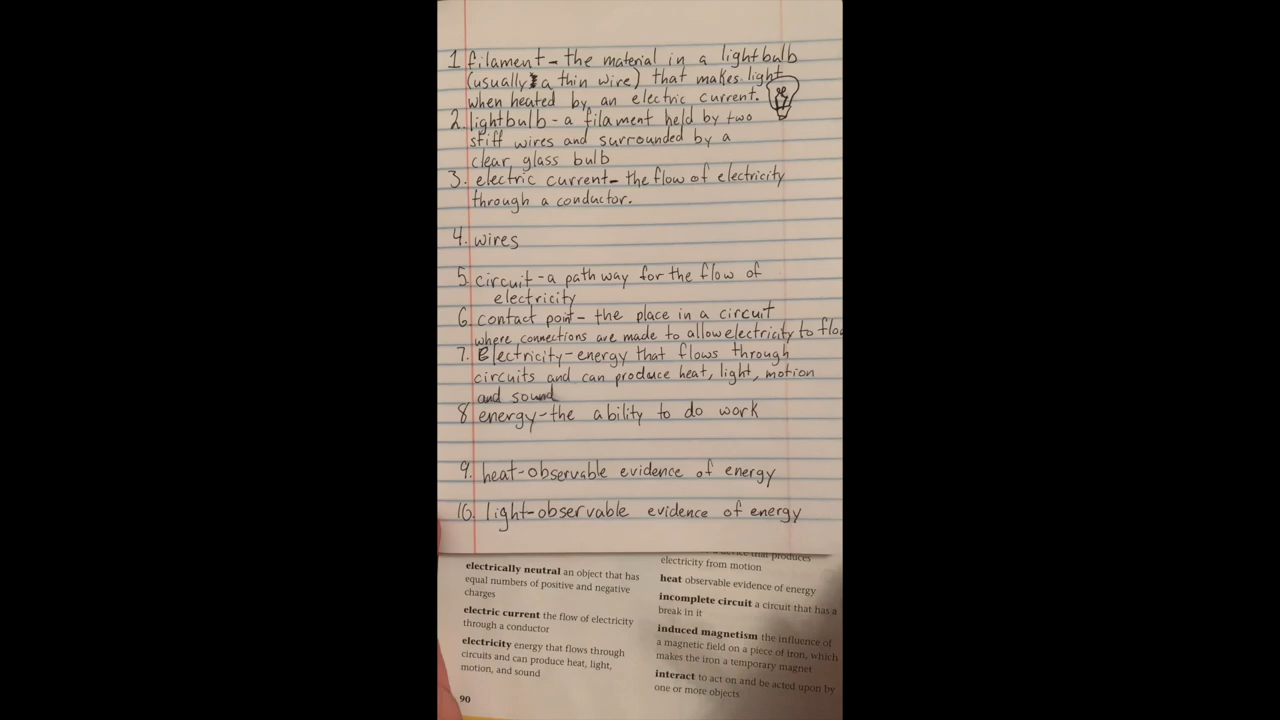 1 filament - the material in a lightbulb
(usually a thin wire) that makes light
when heated by an electric current.
2. lightbulb - a filament held by two
stiff wires and surrounded by a
clear glass bulb
3. electric current - the flow of electricity
through a conductor.
4. wires
5 circuit - a pathway for the flow of
electricity
6. contact point - the place in a circuit
where connections are made to allow electricity to flow
7. Electricity - energy that flows through
circuits and can produce heat, light, motion
and sound
8 energy - the ability to do work
9. heat - observable evidence of energy
10. light - observable evidence of energy
electrically neutral an object that has
equal numbers of positive and negative
charges
electric current the flow of electricity
through a conductor
electricity energy that flows through
circuits and can produce heat, light,
motion, and sound
90
device that produces
electricity from motion
heat observable evidence of energy
incomplete circuit a circuit that has a
break in it
induced magnetism the influence of
a magnetic field on a piece of iron, which
makes the iron a temporary magnet
interact to act on and be acted upon by
one or more objects